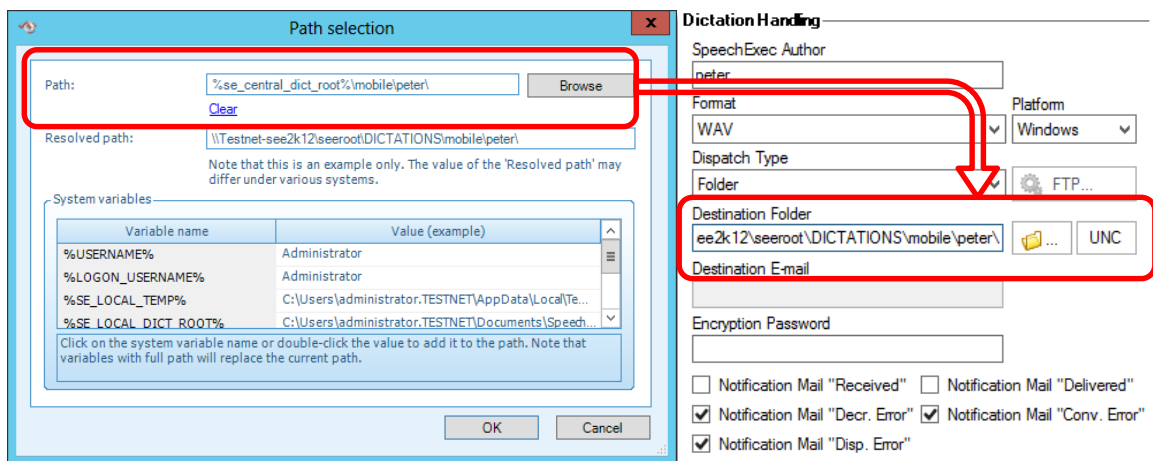 Path selection
x
Path:
%se_central_dict_root%\mobile\peter\
Browse
Clear
Resolved path:
\\Testnet-see2k12\seeroot\DICTATIONS\mobile\peter\
Note that this is an example only. The value of the 'Resolved path' may
differ under various systems.
System variables
Variable name Value (example)
%USERNAME% Administrator
%LOGON_USERNAME% Administrator
%SE_LOCAL_TEMP% C:\Users\administrator.TESTNET\AppData\Local\Te...
%SE_LOCAL_DICT_ROOT% C:\Users\administrator.TESTNET\Documents\Speech...
Click on the system variable name or double-click the value to add it to the path. Note that
variables with full path will replace the current path.
OK Cancel
Dictation Handling
SpeechExec Author
peter
Format Platform
WAV Windows
Dispatch Type
Folder FTP...
Destination Folder
ee2k12\seeroot\DICTATIONS\mobile\peter\ ... UNC
Destination E-mail
Encryption Password
Notification Mail "Received" Notification Mail "Delivered"
Notification Mail "Decr. Error" Notification Mail "Conv. Error"
Notification Mail "Disp. Error"